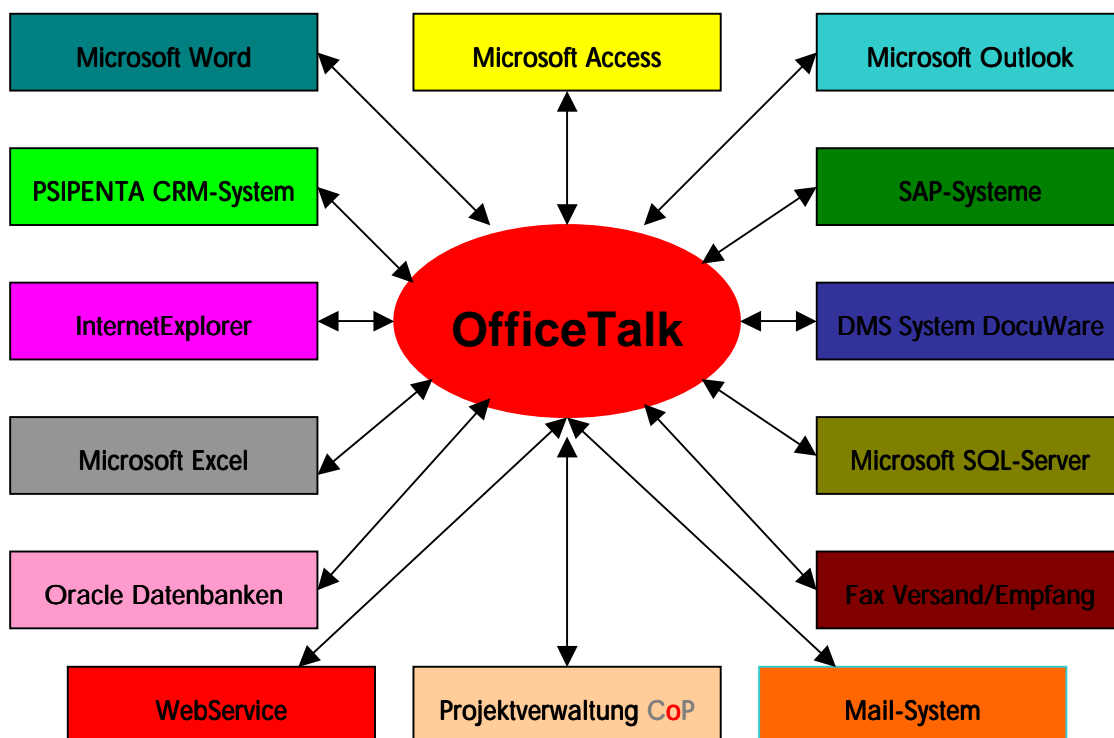 Microsoft Word
Microsoft Access
Microsoft Outlook
PSIPENTA CRM-System
SAP-Systeme
InternetExplorer
OfficeTalk
DMS System DocuWare
Microsoft Excel
Microsoft SQL-Server
Oracle Datenbanken
Fax Versand/Empfang
WebService
Projektverwaltung CoP
Mail-System